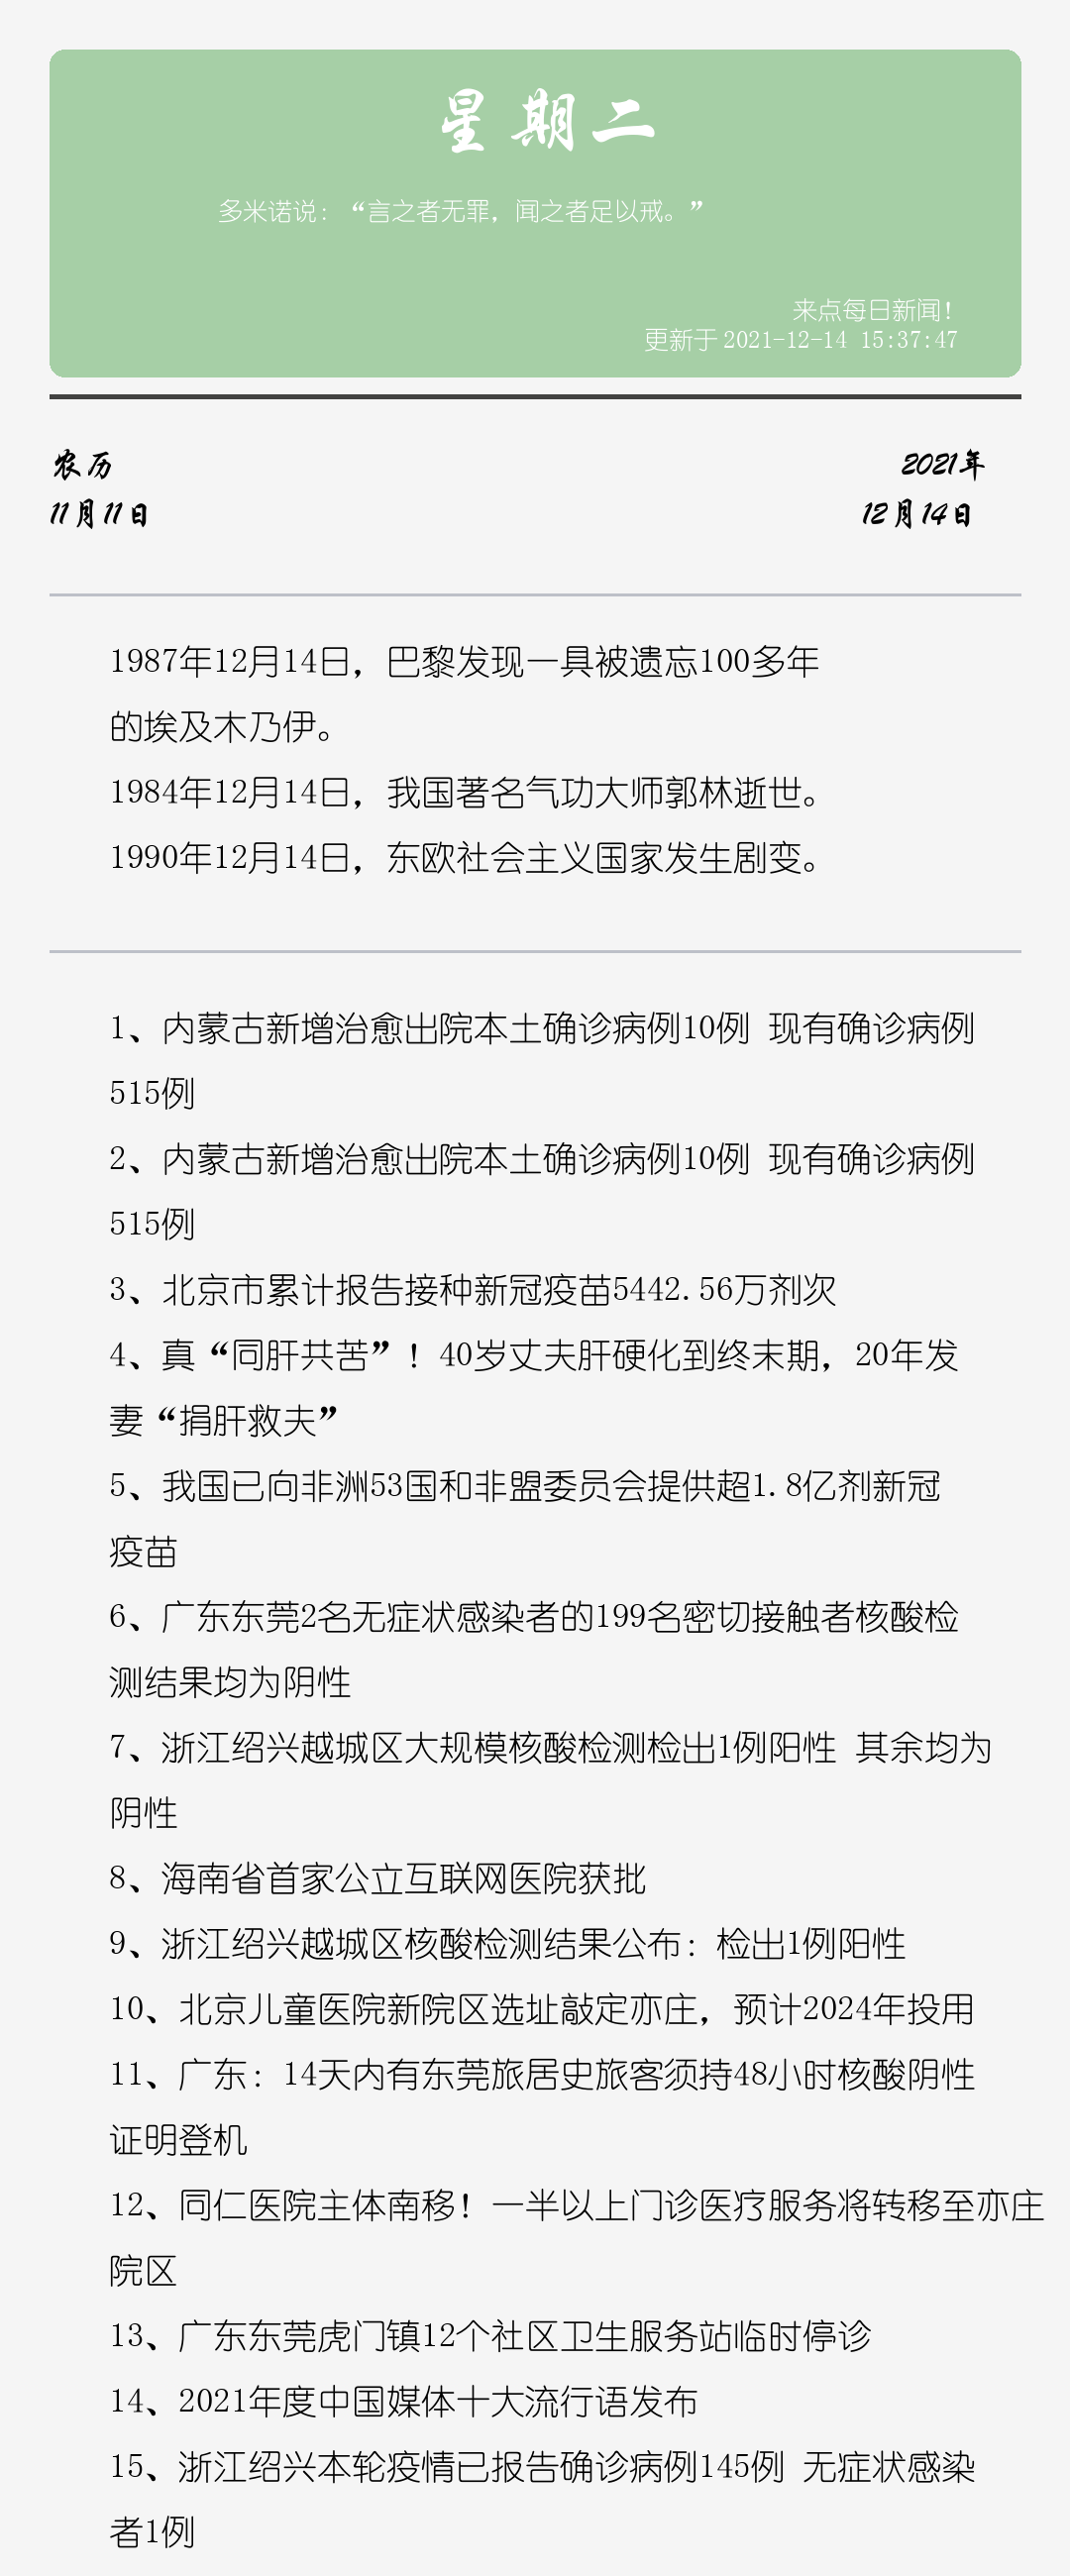 星期二
多米诺说：“言之者无罪，闻之者足以戒。”
来点每日新闻！
更新于 2021-12-14 15:37:47
农历
2021年
11月11日
12月14日
1987年12月14日，巴黎发现一具被遗忘100多年
的埃及木乃伊。
1984年12月14日，我国著名气功大师郭林逝世。
1990年12月14日，东欧社会主义国家发生剧变。
1、内蒙古新增治愈出院本土确诊病例10例 现有确诊病例
515例
2、内蒙古新增治愈出院本土确诊病例10例 现有确诊病例
515例
3、北京市累计报告接种新冠疫苗5442.56万剂次
4、真“同肝共苦”！40岁丈夫肝硬化到终末期，20年发
妻“捐肝救夫”
5、我国已向非洲53国和非盟委员会提供超1.8亿剂新冠
疫苗
6、广东东莞2名无症状感染者的199名密切接触者核酸检
测结果均为阴性
7、浙江绍兴越城区大规模核酸检测检出1例阳性 其余均为
阴性
8、海南省首家公立互联网医院获批
9、浙江绍兴越城区核酸检测结果公布：检出1例阳性
10、北京儿童医院新院区选址敲定亦庄，预计2024年投用
11、广东：14天内有东莞旅居史旅客须持48小时核酸阴性
证明登机
12、同仁医院主体南移！一半以上门诊医疗服务将转移至亦庄
院区
13、广东东莞虎门镇12个社区卫生服务站临时停诊
14、2021年度中国媒体十大流行语发布
15、浙江绍兴本轮疫情已报告确诊病例145例 无症状感染
者1例